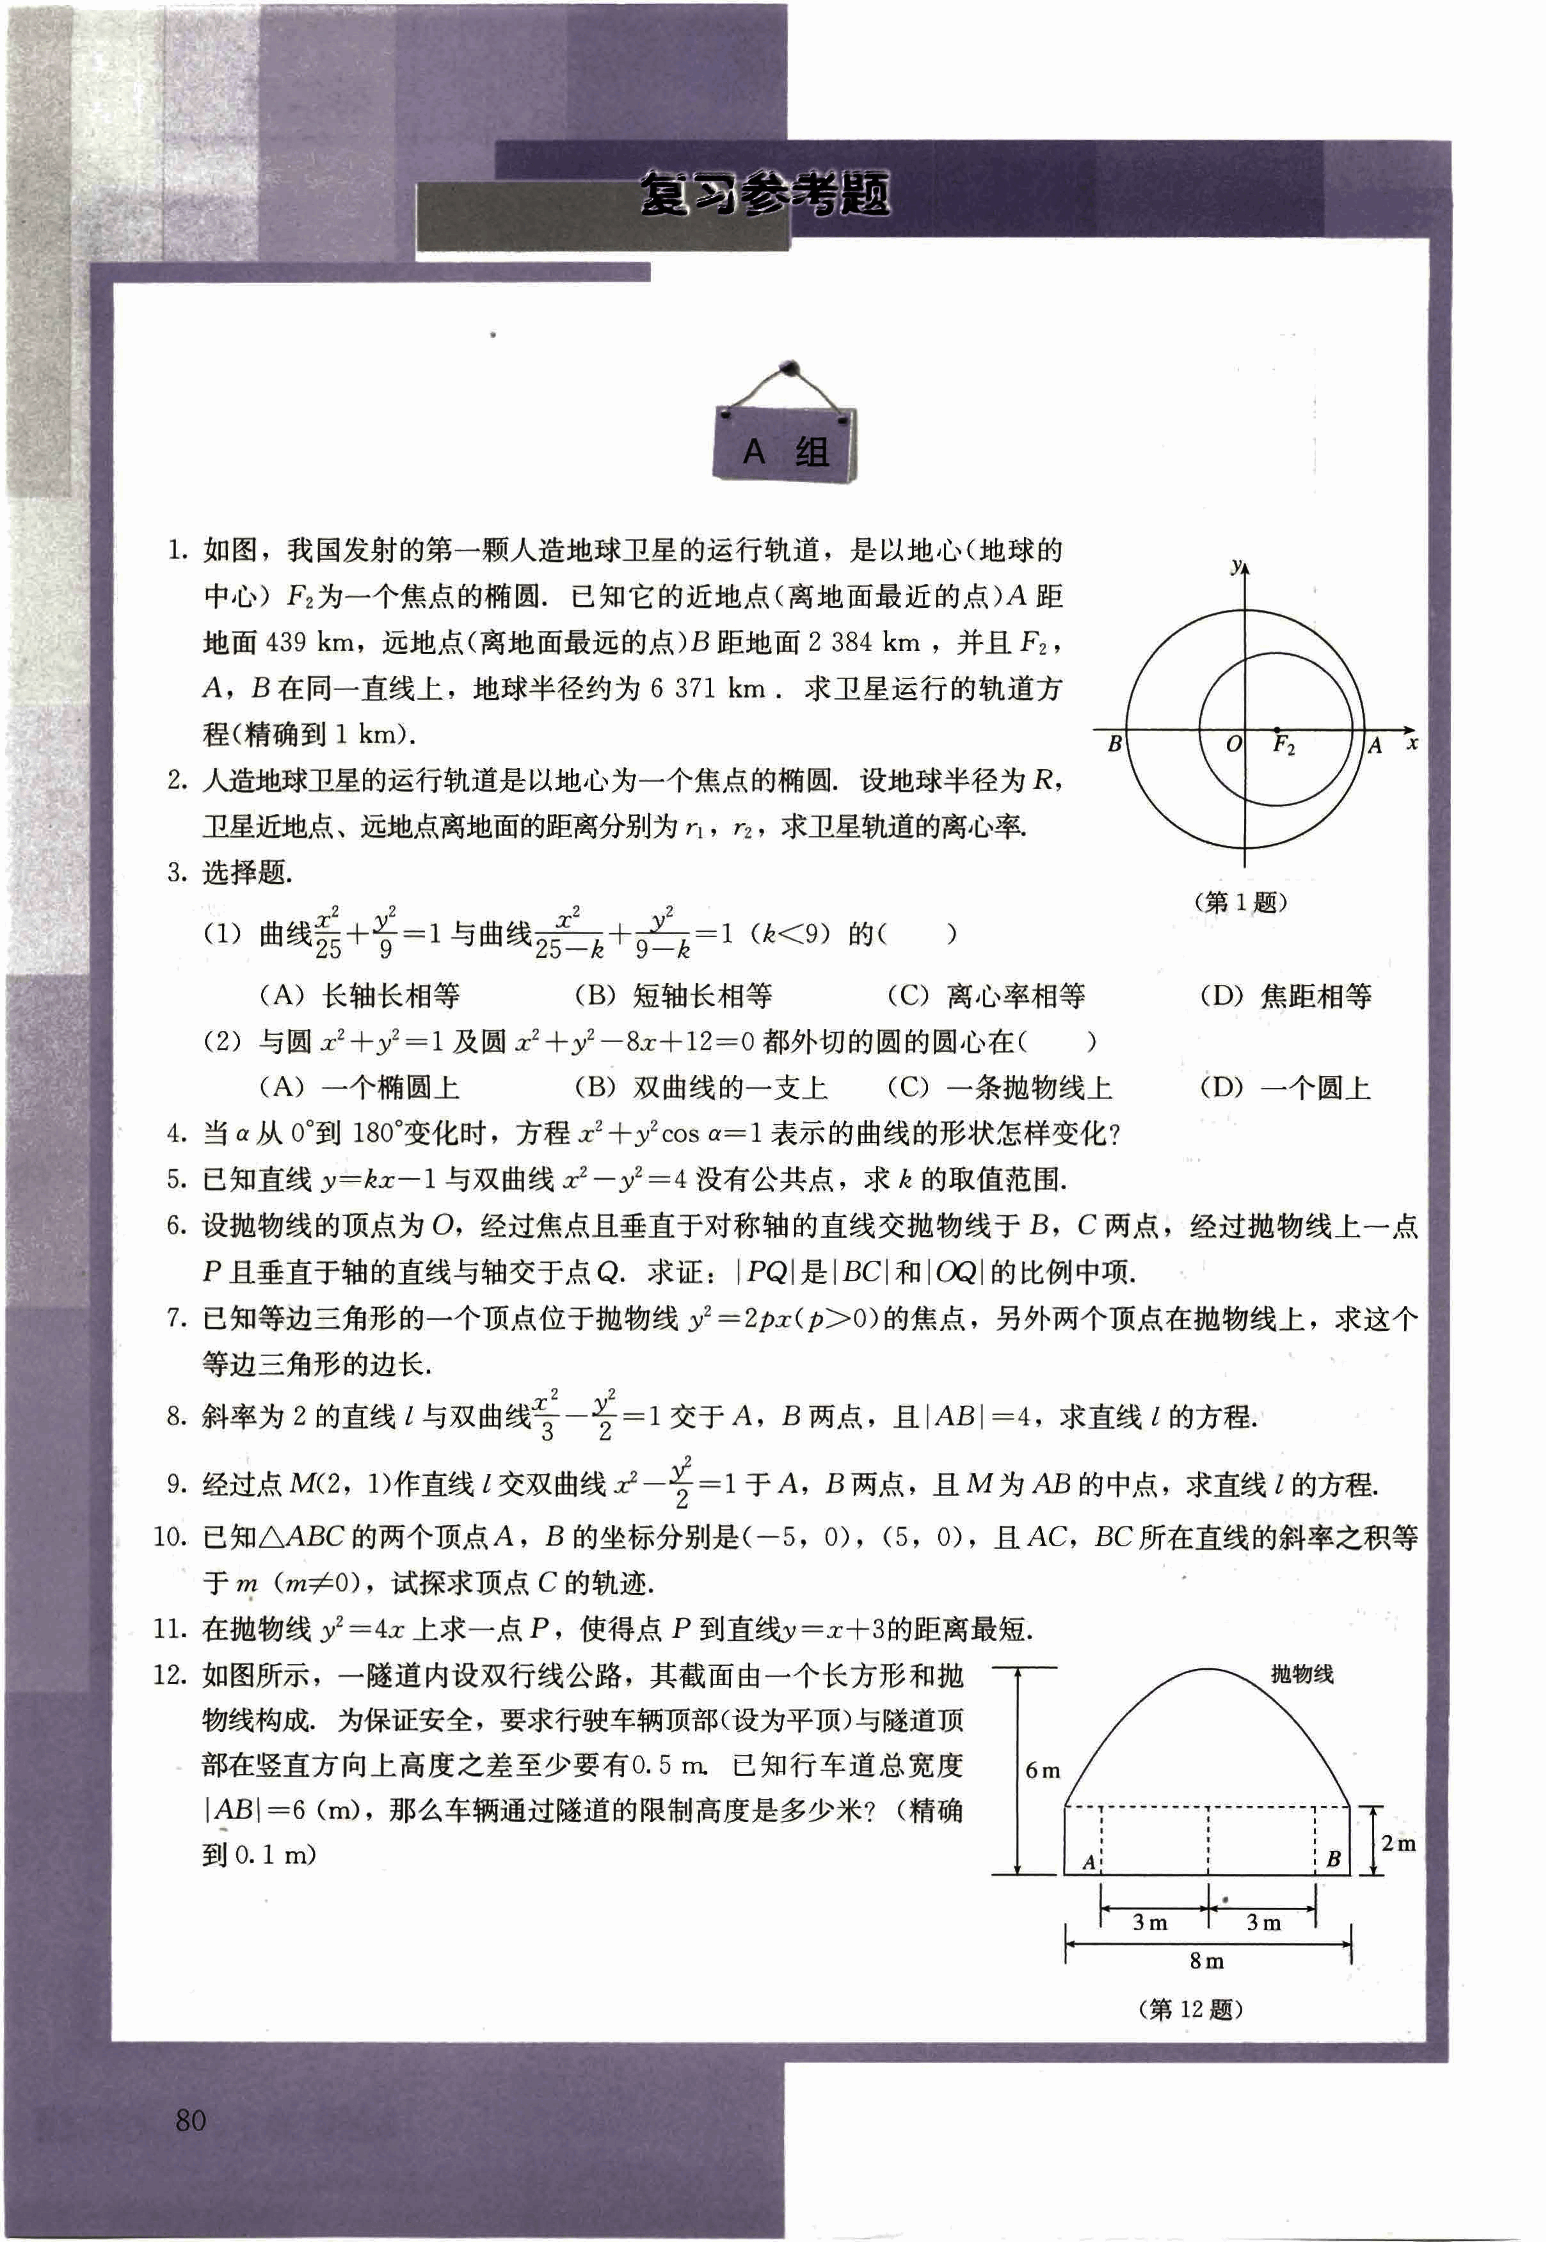 复习参考题
A 组
1. 如图，我国发射的第一颗人造地球卫星的运行轨道，是以地心(地球的
中心) F₂为一个焦点的椭圆. 已知它的近地点(离地面最近的点)A 距
地面 439 km，远地点(离地面最远的点)B 距地面 2 384 km，并且 F₂，
A，B 在同一直线上，地球半径约为 6 371 km. 求卫星运行的轨道方
程(精确到 1 km).
y
B
O
F₂
A
x
(第 1 题)
2. 人造地球卫星的运行轨道是以地心为一个焦点的椭圆. 设地球半径为 R，
卫星近地点、远地点离地面的距离分别为 r₁，r₂，求卫星轨道的离心率.
3. 选择题.
(1) 曲线x²/25+y²/9=1 与曲线x²/(25-k)+y²/(9-k)=1 (k<9) 的(  )
(A) 长轴长相等 (B) 短轴长相等 (C) 离心率相等 (D) 焦距相等
(2) 与圆 x²+y²=1 及圆 x²+y²-8x+12=0 都外切的圆的圆心在(  )
(A) 一个椭圆上 (B) 双曲线的一支上 (C) 一条抛物线上 (D) 一个圆上
4. 当 α 从 0°到 180°变化时，方程 x²+y²cos α=1 表示的曲线的形状怎样变化?
5. 已知直线 y=kx-1 与双曲线 x²-y²=4 没有公共点，求 k 的取值范围.
6. 设抛物线的顶点为 O，经过焦点且垂直于对称轴的直线交抛物线于 B，C 两点，经过抛物线上一点
P 且垂直于轴的直线与轴交于点 Q. 求证：|PQ|是|BC|和|OQ|的比例中项.
7. 已知等边三角形的一个顶点位于抛物线 y²=2px(p>0)的焦点，另外两个顶点在抛物线上，求这个
等边三角形的边长.
8. 斜率为 2 的直线 l 与双曲线x²/3-y²/2=1 交于 A，B 两点，且|AB|=4，求直线 l 的方程.
9. 经过点 M(2，1)作直线 l 交双曲线 x²-y²/2=1 于 A，B 两点，且 M 为 AB 的中点，求直线 l 的方程.
10. 已知△ABC 的两个顶点 A，B 的坐标分别是(-5，0)，(5，0)，且 AC，BC 所在直线的斜率之积等
于 m (m≠0)，试探求顶点 C 的轨迹.
11. 在抛物线 y²=4x 上求一点 P，使得点 P 到直线y=x+3的距离最短.
12. 如图所示，一隧道内设双行线公路，其截面由一个长方形和抛
物线构成. 为保证安全，要求行驶车辆顶部(设为平顶)与隧道顶
部在竖直方向上高度之差至少要有0.5 m. 已知行车道总宽度
|AB|=6 (m)，那么车辆通过隧道的限制高度是多少米? (精确
到 0.1 m)
抛物线
6 m
2 m
A
B
3 m
3 m
8 m
(第 12 题)
80